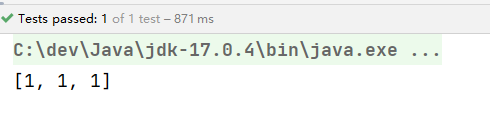 Tests passed: 1 of 1 test – 871 ms
C:\dev\Java\jdk-17.0.4\bin\java.exe ...
[1, 1, 1]